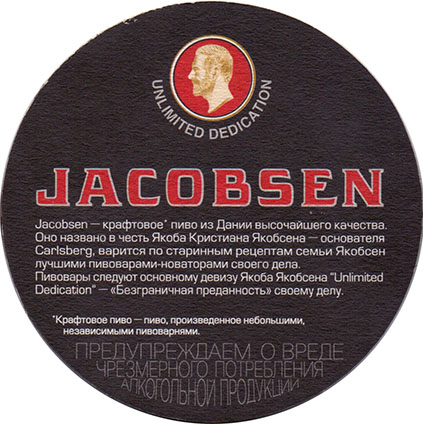 UNLIMITED DEDICATION
JACOBSEN
Jacobsen – крафтовое* пиво из Дании высочайшего качества.
Оно названо в честь Якоба Кристиана Якобсена – основателя
Carlsberg, варится по старинным рецептам семьи Якобсен
лучшими пивоварами-новаторами своего дела.
Пивовары следуют основному девизу Якоба Якобсена "Unlimited
Dedication" – «Безграничная преданность» своему делу.
*Крафтовое пиво – пиво, произведенное небольшими,
независимыми пивоварнями.
ПРЕДУПРЕЖДАЕМ О ВРЕДЕ
ЧРЕЗМЕРНОГО ПОТРЕБЛЕНИЯ
АЛКОГОЛЬНОЙ ПРОДУКЦИИ